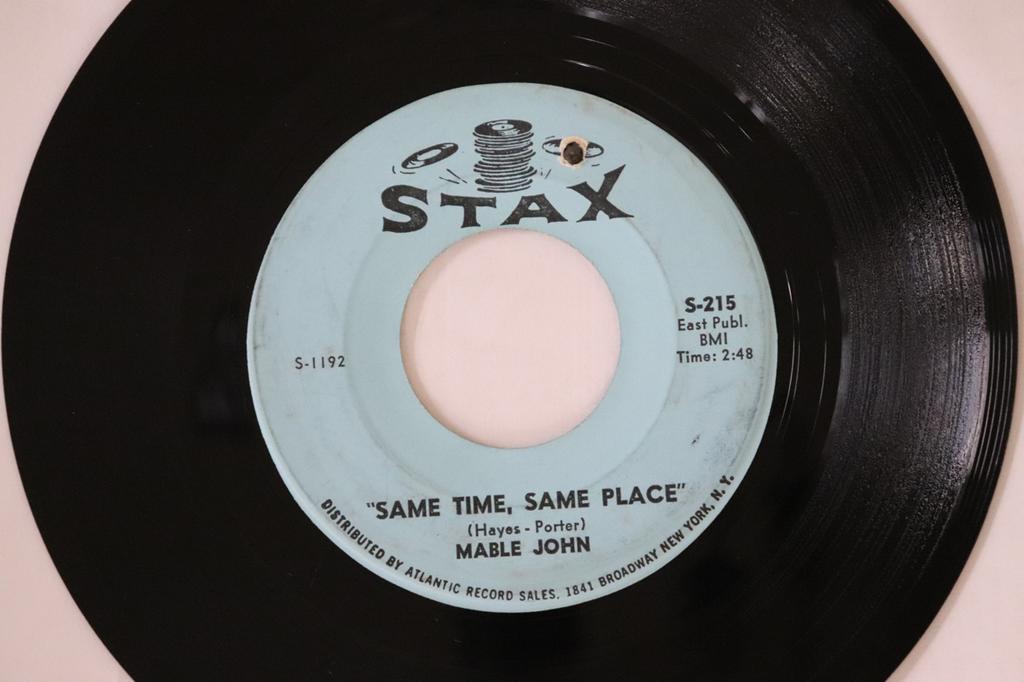 STAX
S-215
East Publ.
BMI
Time: 2:48
S-1192
"SAME TIME, SAME PLACE"
(Hayes - Porter)
MABLE JOHN
DISTRIBUTED BY ATLANTIC RECORD SALES. 1841 BROADWAY NEW YORK, N. Y.